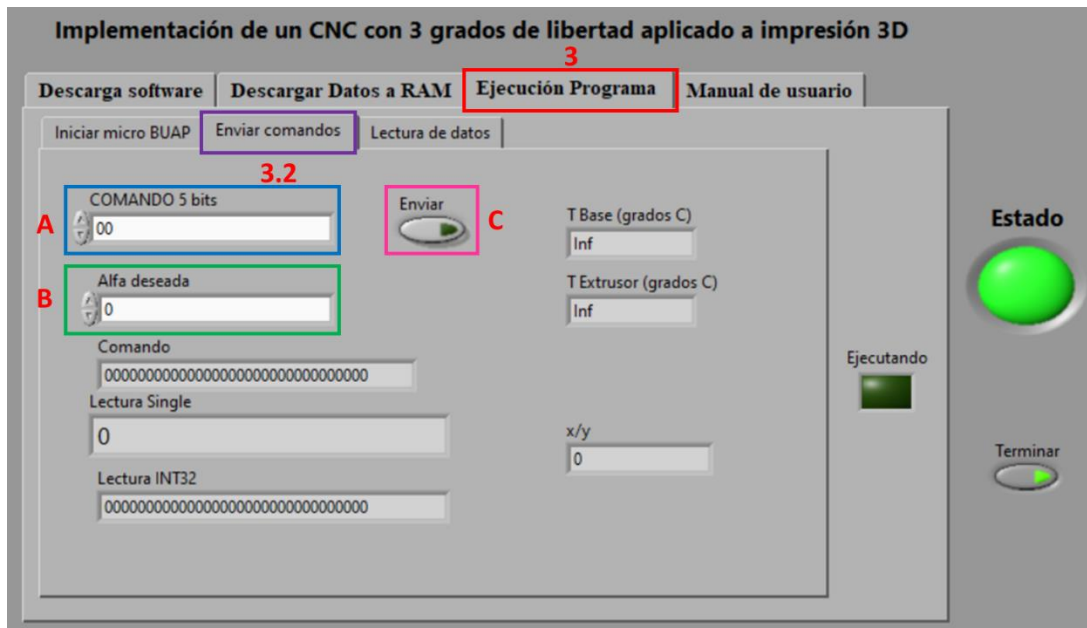 Implementación de un CNC con 3 grados de libertad aplicado a impresión 3D
3
Descarga software Descargar Datos a RAM Ejecución Programa Manual de usuario
Iniciar micro BUAP Enviar comandos Lectura de datos
3.2
COMANDO 5 bits
A
00
Enviar
C
T Base (grados C)
Inf
Estado
Alfa deseada
B
0
T Extrusor (grados C)
Inf
Comando
00000000000000000000000000000000
Ejecutando
Lectura Single
0
x/y
0
Terminar
Lectura INT32
00000000000000000000000000000000